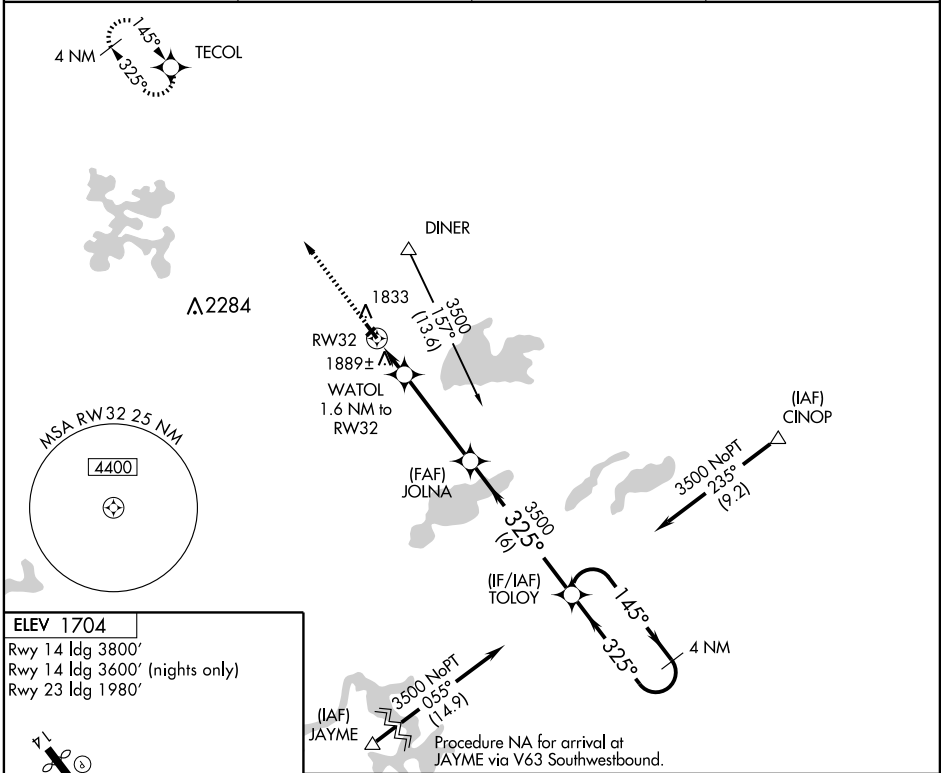 145°
4 NM
325°
TECOL
DINER
3500
157°
(13.6)
2284
1833
RW32
1889±
WATOL
1.6 NM to
RW32
(IAF)
CINOP
3500 NoPT
235°
(9.2)
MSA RW32 25 NM
4400
(FAF)
JOLNA
3500
325°
(6)
(IF/IAF)
TOLOY
145°
325°
4 NM
ELEV 1704
Rwy 14 ldg 3800'
Rwy 14 ldg 3600' (nights only)
Rwy 23 ldg 1980'
3500 NoPT
055°
(14.9)
(IAF)
JAYME
Procedure NA for arrival at
JAYME via V63 Southwestbound.
14
P